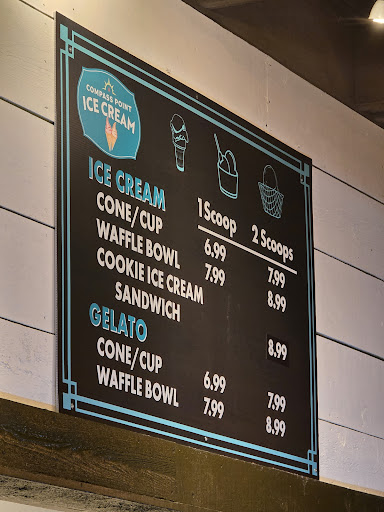 COMPASS POINT
ICE CREAM
1 Scoop 2 Scoops
ICE CREAM
CONE/CUP 6.99 7.99
WAFFLE BOWL 7.99 8.99
COOKIE ICE CREAM
SANDWICH 8.99
GELATO
CONE/CUP 6.99 7.99
WAFFLE BOWL 7.99 8.99